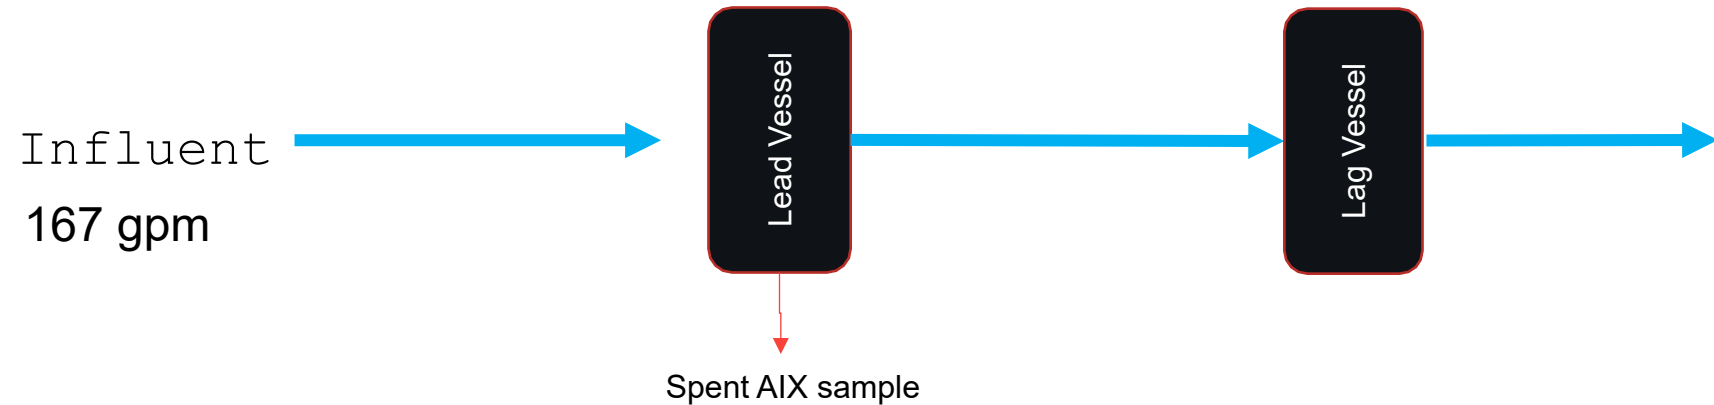 Influent
167 gpm
Lead Vessel
Lag Vessel
Spent AIX sample